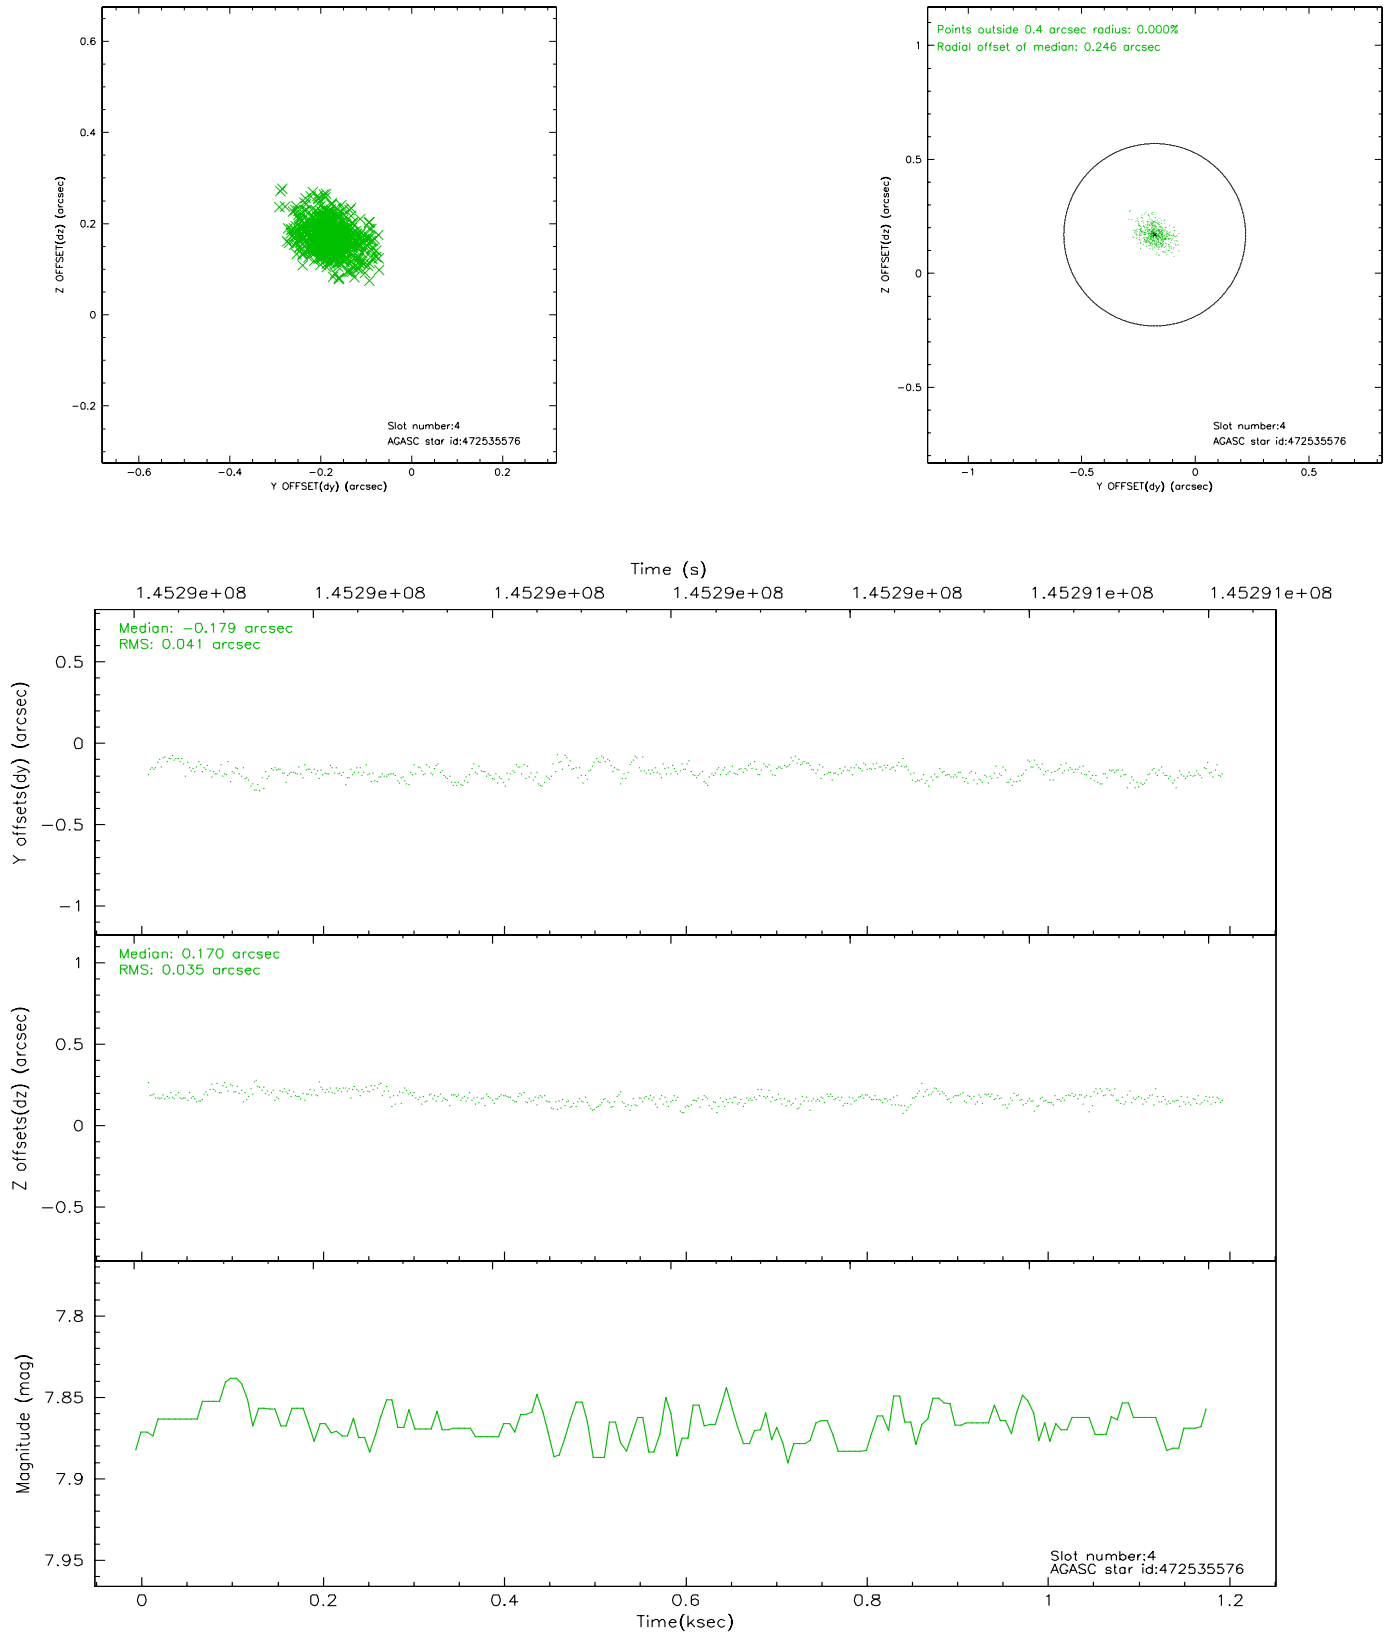 0.6
0.4
0.2
0
−0.2
Z OFFSET(dz) (arcsec)
Slot number:4
AGASC star id:472535576
−0.6 −0.4 −0.2 0 0.2
Y OFFSET(dy) (arcsec)
Points outside 0.4 arcsec radius: 0.000%
Radial offset of median: 0.246 arcsec
1
0.5
0
−0.5
Z OFFSET(dz) (arcsec)
Slot number:4
AGASC star id:472535576
−1 −0.5 0 0.5
Y OFFSET(dy) (arcsec)
Time (s)
1.4529e+08 1.4529e+08 1.4529e+08 1.4529e+08 1.4529e+08 1.45291e+08 1.45291e+08
Median: −0.179 arcsec
RMS: 0.041 arcsec
0.5
0
−0.5
−1
Y offsets(dy) (arcsec)
Median: 0.170 arcsec
RMS: 0.035 arcsec
1
0.5
0
−0.5
Z offsets(dz) (arcsec)
7.8
7.85
7.9
7.95
Magnitude (mag)
Slot number:4
AGASC star id:472535576
0 0.2 0.4 0.6 0.8 1 1.2
Time(ksec)